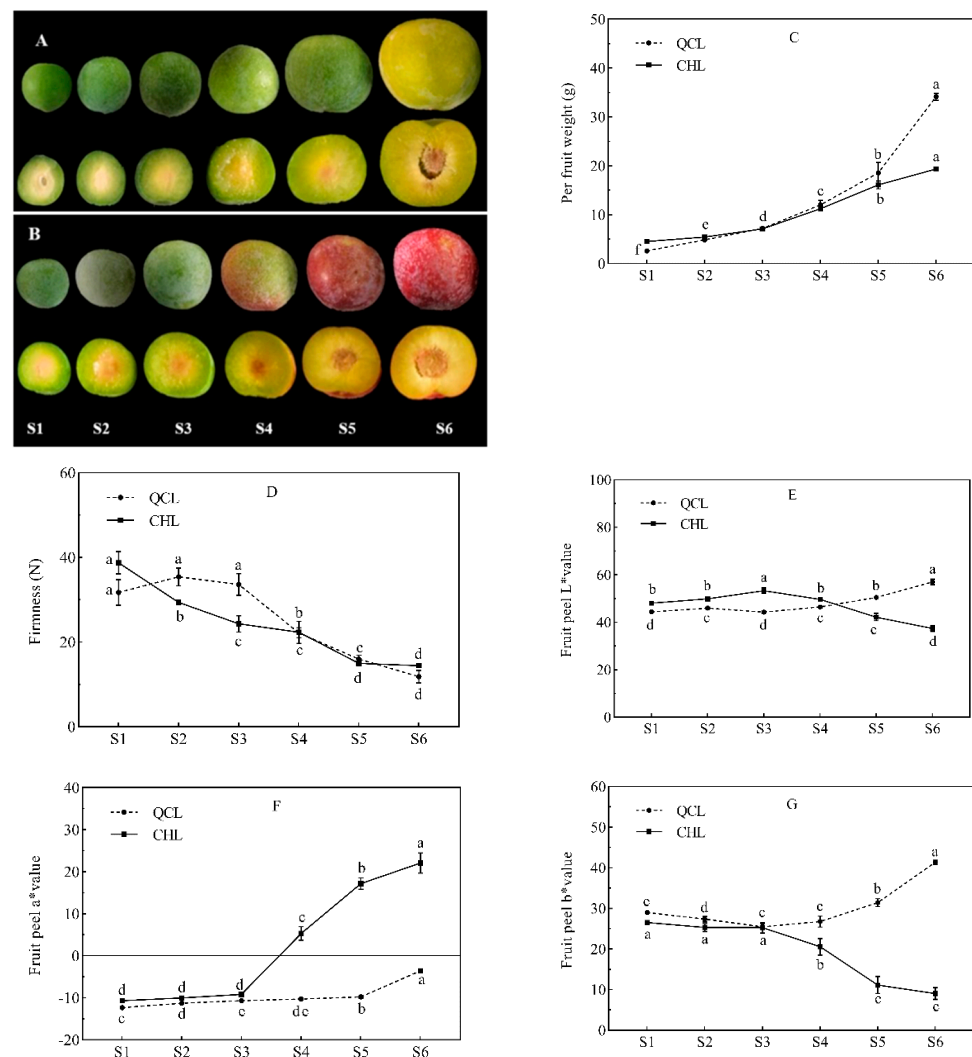 A
B
S1 S2 S3 S4 S5 S6
C
QCL
CHL
Per fruit weight (g)
50
40
30
20
10
0
f
e
d
c
b
b
a
a
S1 S2 S3 S4 S5 S6
D
QCL
CHL
Firmness (N)
60
40
20
0
a a a b c d
a b c c d d
S1 S2 S3 S4 S5 S6
E
QCL
CHL
Fruit peel L*value
100
80
60
40
20
0
b b a b b a
d c d c c d
S1 S2 S3 S4 S5 S6
F
QCL
CHL
Fruit peel a*value
40
30
20
10
0
-10
-20
d d d c b a
c d c dc b a
S1 S2 S3 S4 S5 S6
G
QCL
CHL
Fruit peel b*value
60
50
40
30
20
10
0
c d c c b a
a a a b c c
S1 S2 S3 S4 S5 S6